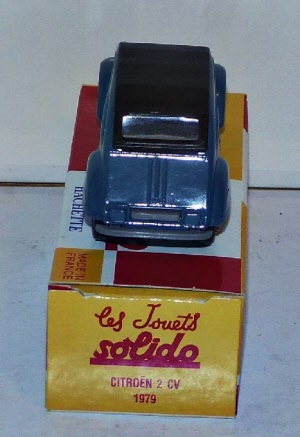 HACHETTE
MADE IN
FRANCE
Les Jouets
solido
CITROËN 2 CV
1979